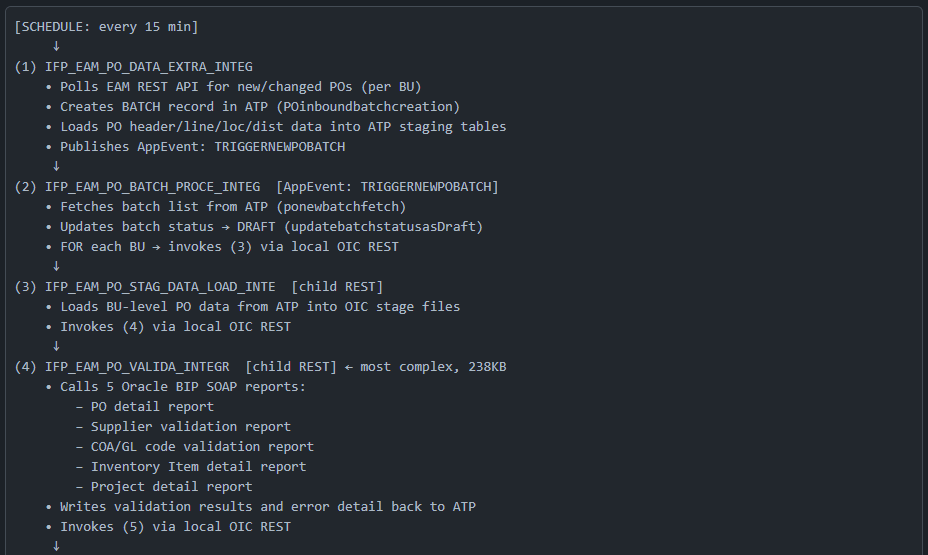 [SCHEDULE: every 15 min]
↓
(1) IFP_EAM_PO_DATA_EXTRA_INTEG
• Polls EAM REST API for new/changed POs (per BU)
• Creates BATCH record in ATP (POinboundbatchcreation)
• Loads PO header/line/loc/dist data into ATP staging tables
• Publishes AppEvent: TRIGGERNEWPOBATCH
↓
(2) IFP_EAM_PO_BATCH_PROCE_INTEG [AppEvent: TRIGGERNEWPOBATCH]
• Fetches batch list from ATP (ponewbatchfetch)
• Updates batch status → DRAFT (updatebatchstatusasDraft)
• FOR each BU → invokes (3) via local OIC REST
↓
(3) IFP_EAM_PO_STAG_DATA_LOAD_INTE [child REST]
• Loads BU-level PO data from ATP into OIC stage files
• Invokes (4) via local OIC REST
↓
(4) IFP_EAM_PO_VALIDA_INTEGR [child REST] ← most complex, 238KB
• Calls 5 Oracle BIP SOAP reports:
– PO detail report
– Supplier validation report
– COA/GL code validation report
– Inventory Item detail report
– Project detail report
• Writes validation results and error detail back to ATP
• Invokes (5) via local OIC REST
↓